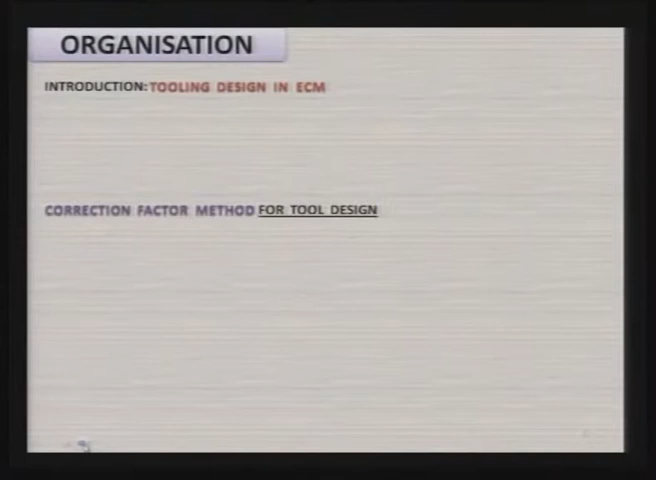 ORGANISATION
INTRODUCTION: TOOLING DESIGN IN ECM
CORRECTION FACTOR METHOD FOR TOOL DESIGN